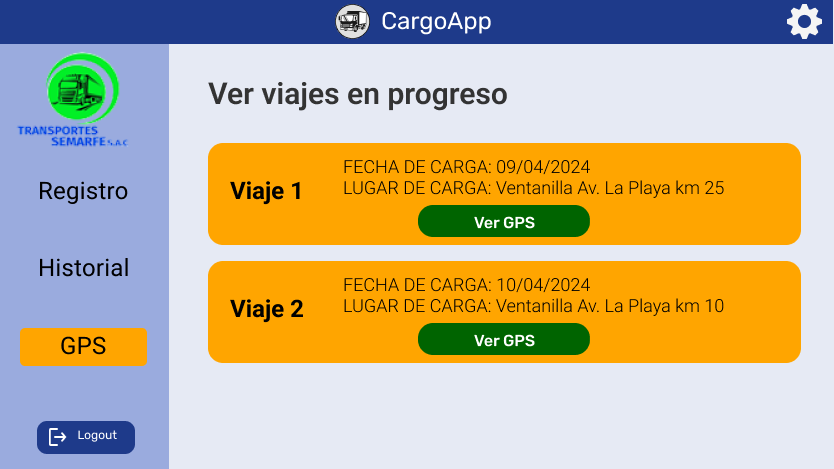 CargoApp
TRANSPORTES
SEMARFE S.A.C
Registro
Historial
GPS
Logout
Ver viajes en progreso
Viaje 1
FECHA DE CARGA: 09/04/2024
LUGAR DE CARGA: Ventanilla Av. La Playa km 25
Ver GPS
Viaje 2
FECHA DE CARGA: 10/04/2024
LUGAR DE CARGA: Ventanilla Av. La Playa km 10
Ver GPS